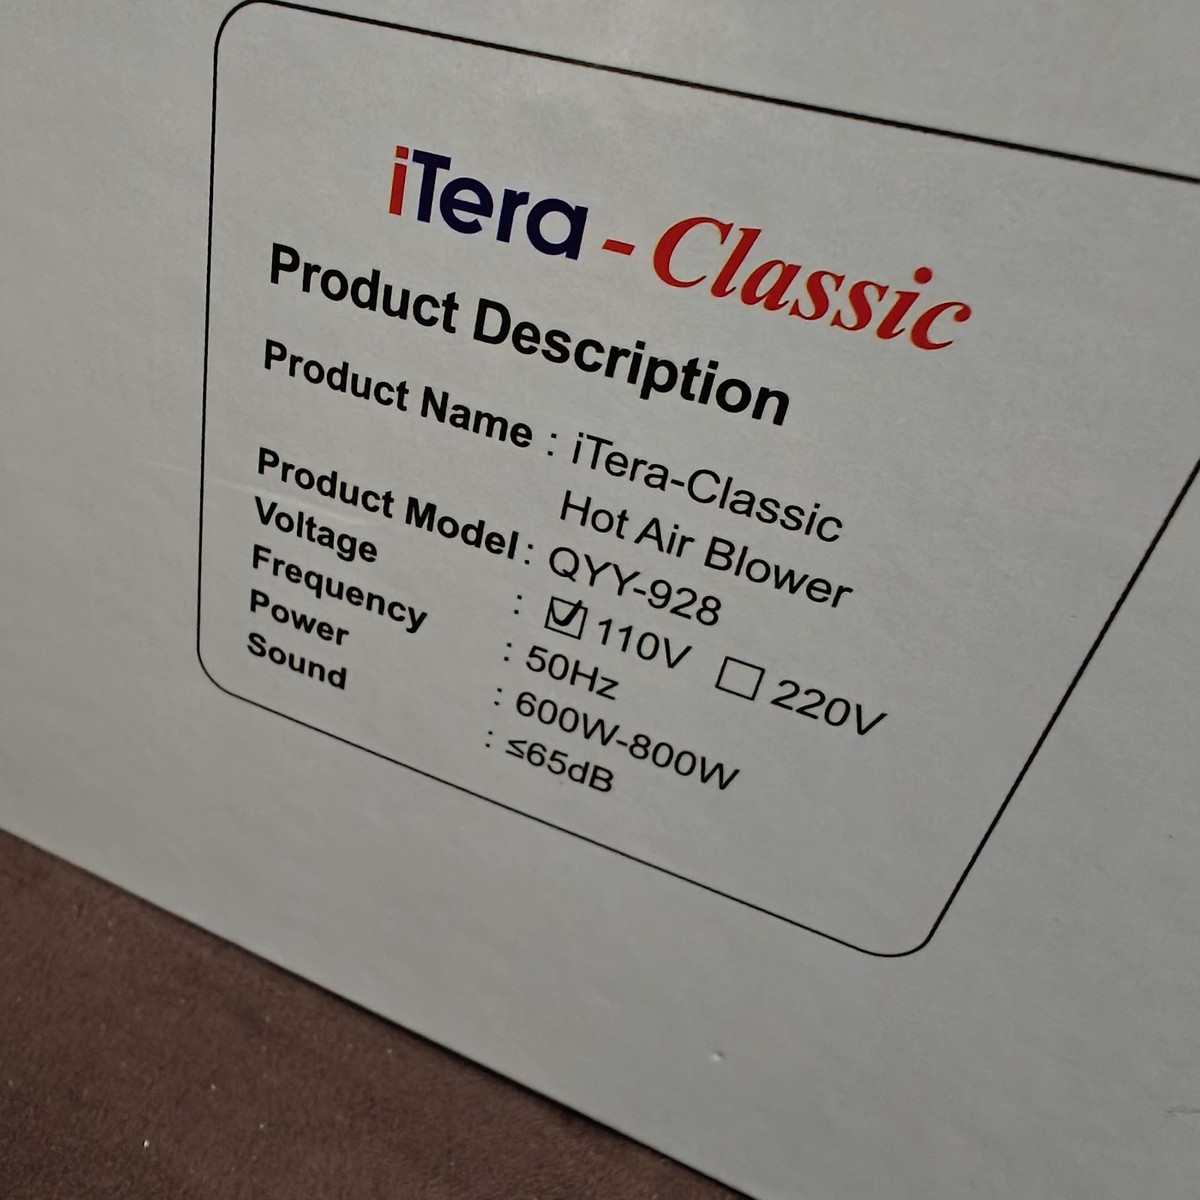 iTera - Classic
Product Description
Product Name : iTera-Classic
Hot Air Blower
Product Model : QYY-928
Voltage : ☑ 110V ☐ 220V
Frequency : 50Hz
Power : 600W-800W
Sound : ≤65dB